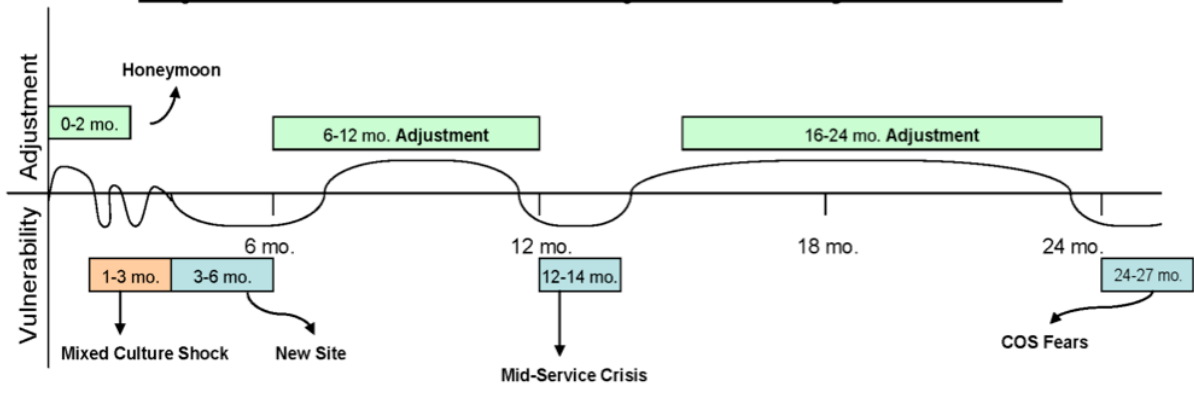 Adjustment
Vulnerability
Honeymoon
0-2 mo.
6-12 mo. Adjustment
16-24 mo. Adjustment
6 mo.
12 mo.
18 mo.
24 mo.
1-3 mo.
3-6 mo.
12-14 mo.
24-27 mo.
Mixed Culture Shock
New Site
COS Fears
Mid-Service Crisis